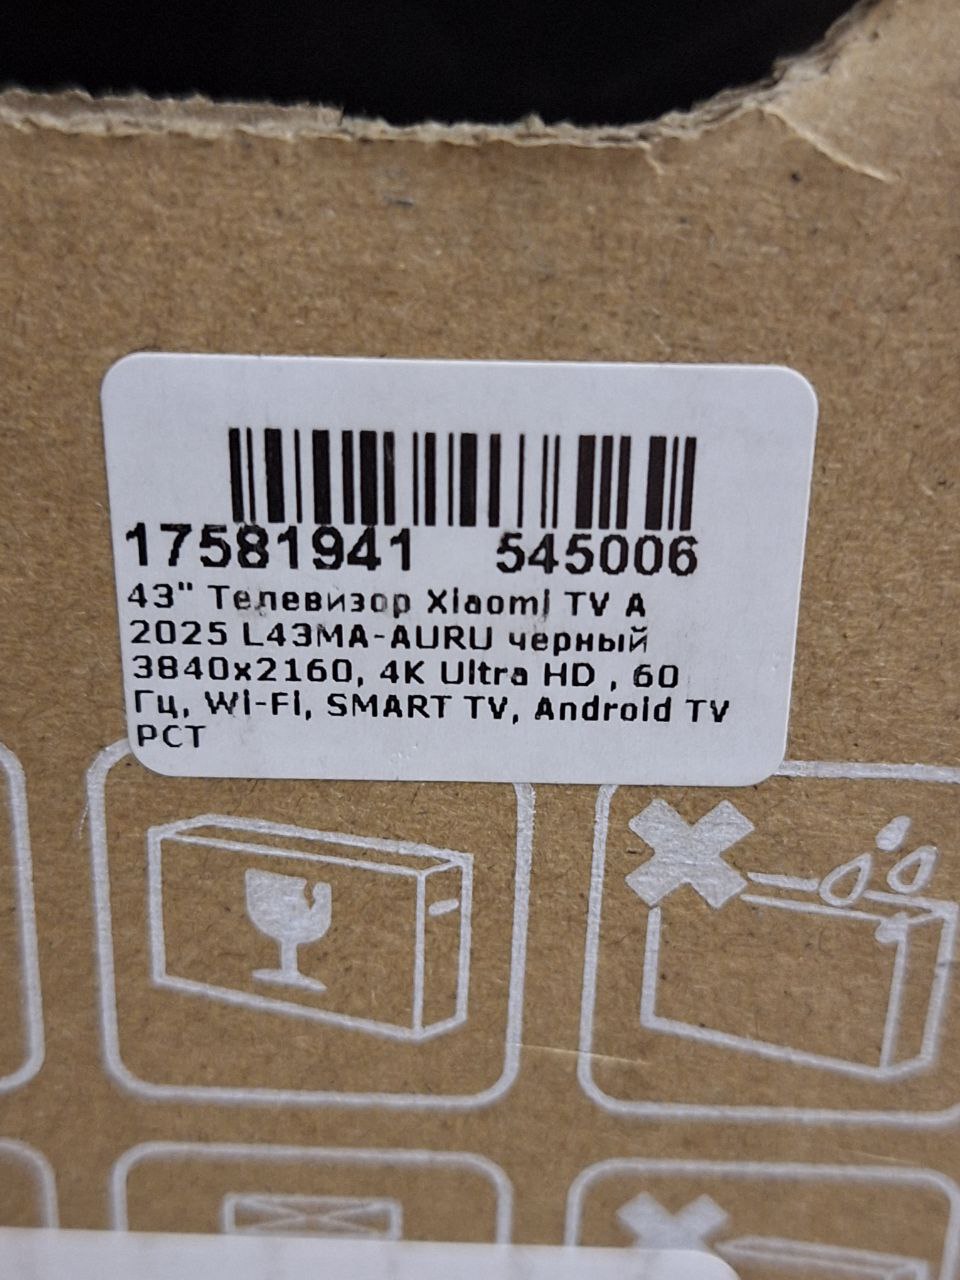 17581941 545006
43" Телевизор Xiaomi TV A
2025 L43MA-AURU черный
3840x2160, 4K Ultra HD , 60
Гц, Wi-Fi, SMART TV, Android TV
РСТ